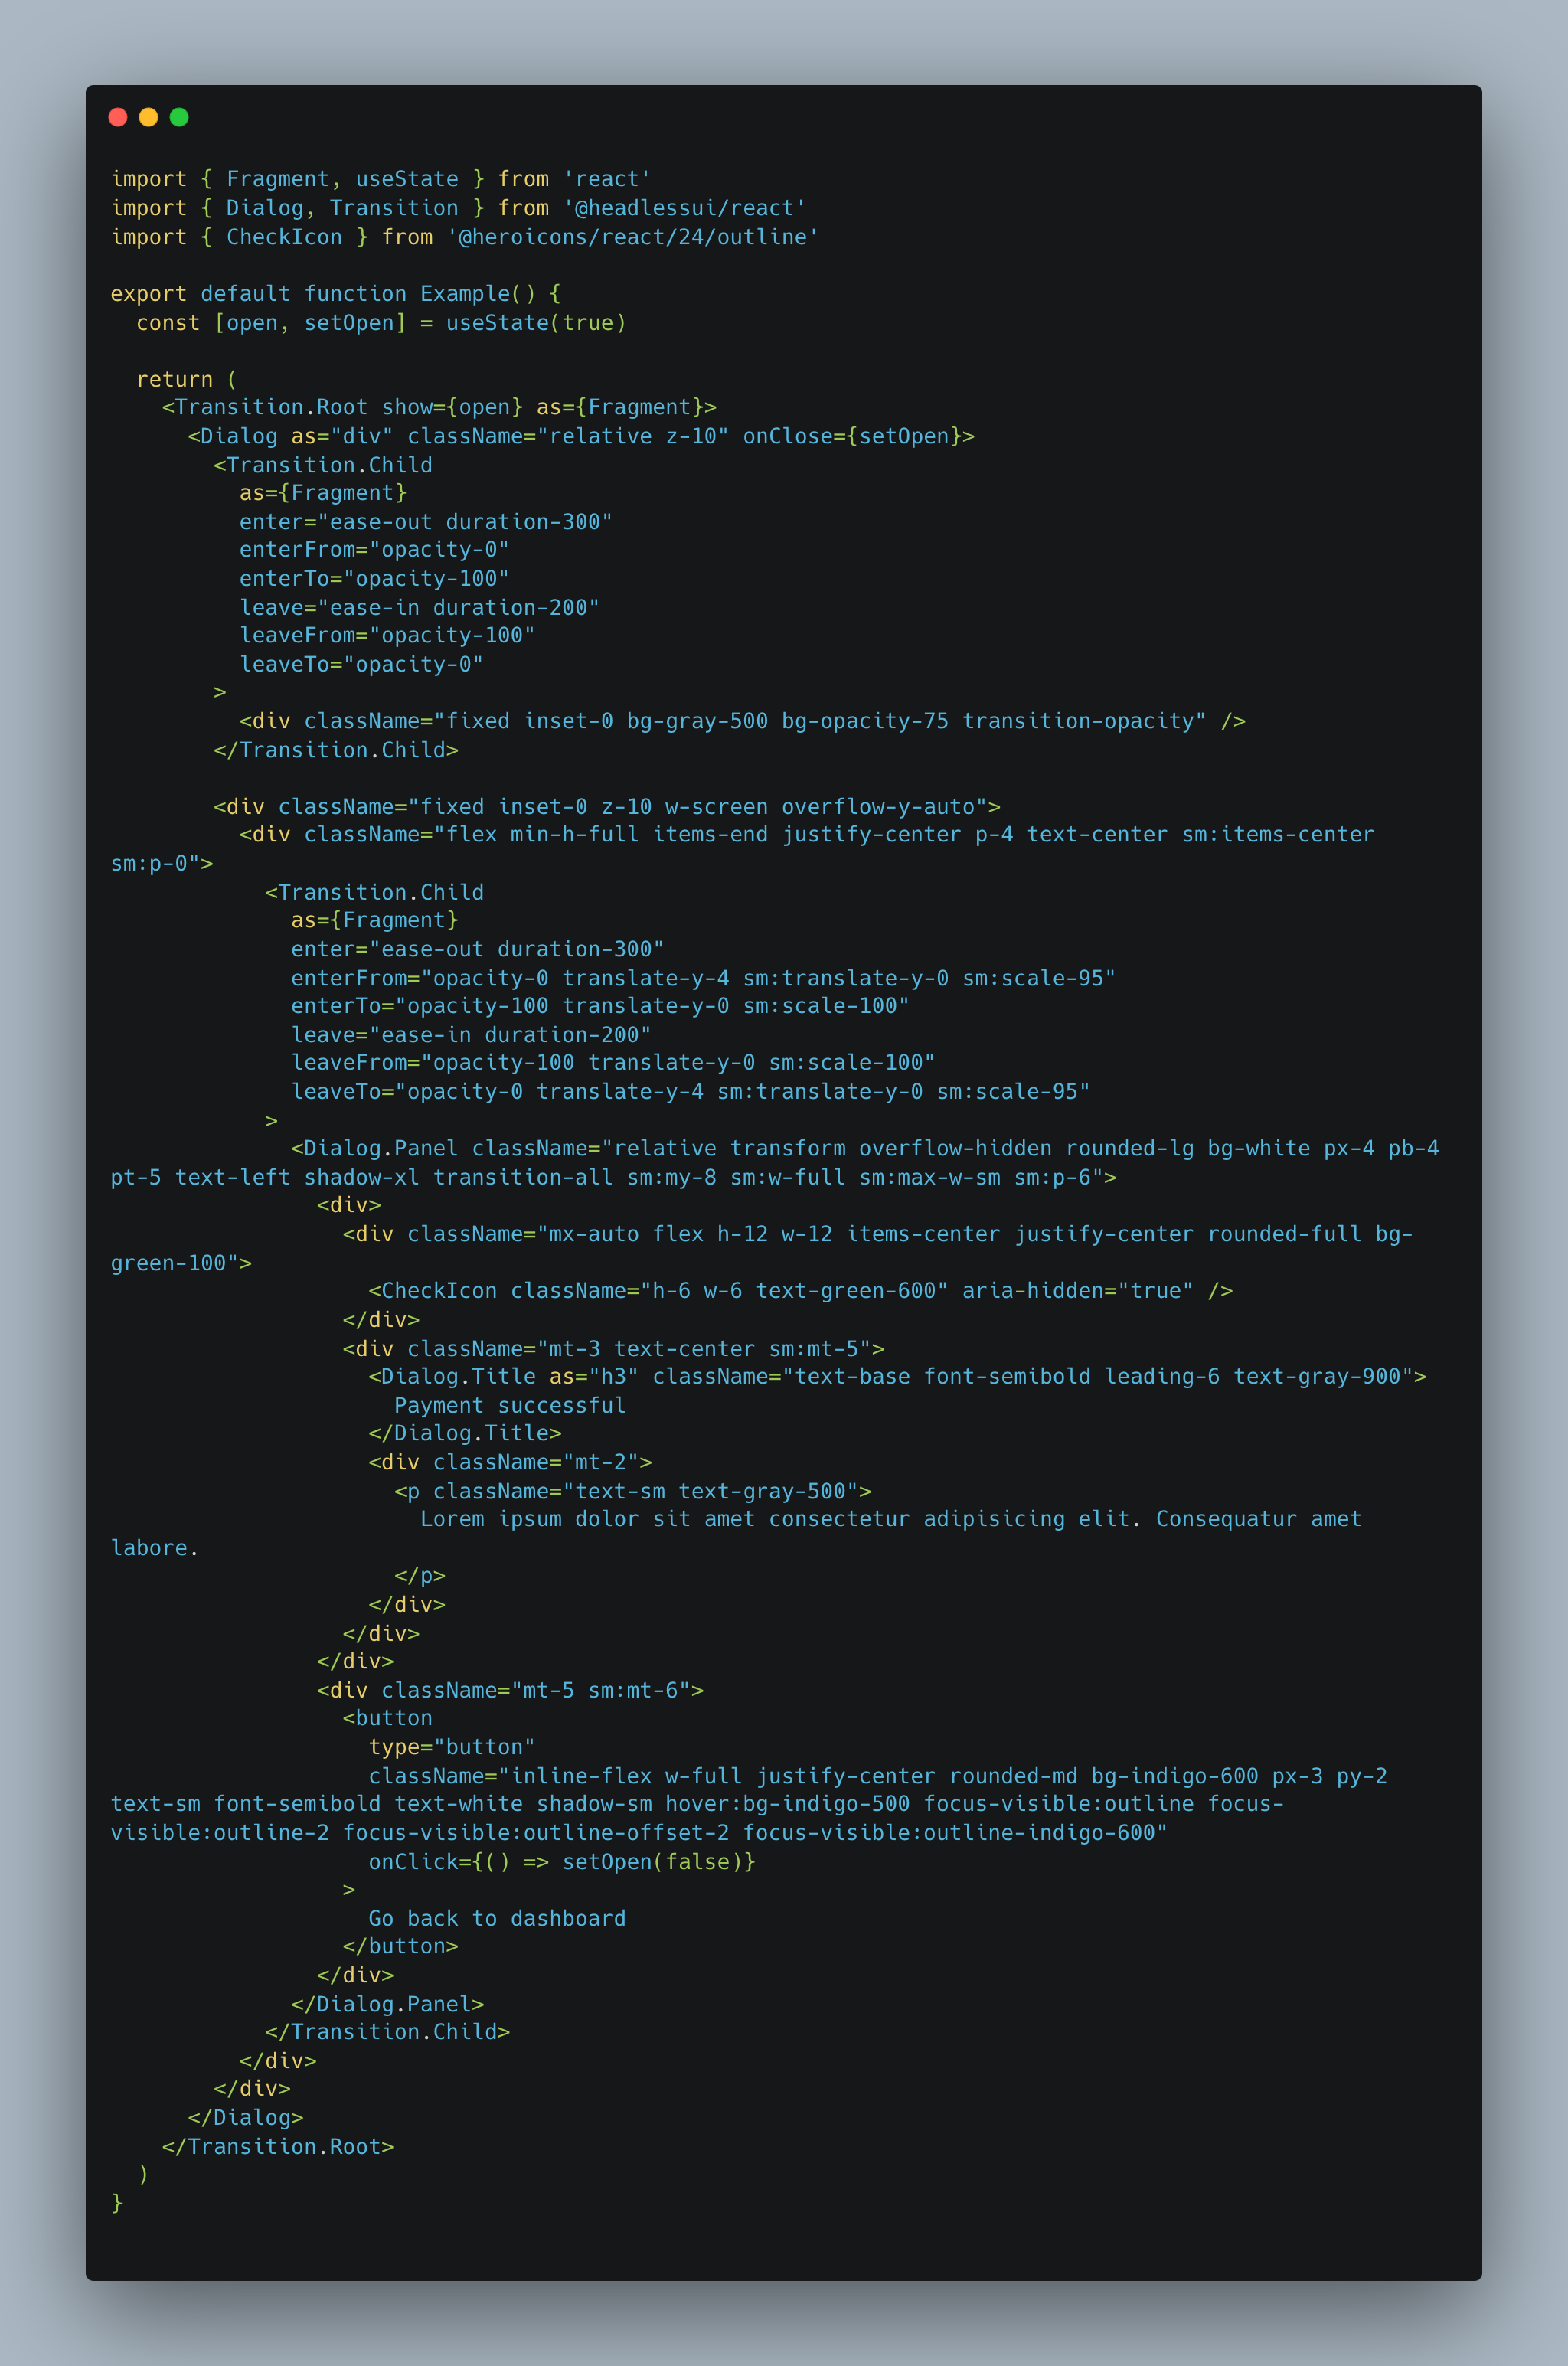 import { Fragment, useState } from 'react'
import { Dialog, Transition } from '@headlessui/react'
import { CheckIcon } from '@heroicons/react/24/outline'

export default function Example() {
  const [open, setOpen] = useState(true)

  return (
    <Transition.Root show={open} as={Fragment}>
      <Dialog as="div" className="relative z-10" onClose={setOpen}>
        <Transition.Child
          as={Fragment}
          enter="ease-out duration-300"
          enterFrom="opacity-0"
          enterTo="opacity-100"
          leave="ease-in duration-200"
          leaveFrom="opacity-100"
          leaveTo="opacity-0"
        >
          <div className="fixed inset-0 bg-gray-500 bg-opacity-75 transition-opacity" />
        </Transition.Child>

        <div className="fixed inset-0 z-10 w-screen overflow-y-auto">
          <div className="flex min-h-full items-end justify-center p-4 text-center sm:items-center
sm:p-0">
            <Transition.Child
              as={Fragment}
              enter="ease-out duration-300"
              enterFrom="opacity-0 translate-y-4 sm:translate-y-0 sm:scale-95"
              enterTo="opacity-100 translate-y-0 sm:scale-100"
              leave="ease-in duration-200"
              leaveFrom="opacity-100 translate-y-0 sm:scale-100"
              leaveTo="opacity-0 translate-y-4 sm:translate-y-0 sm:scale-95"
            >
              <Dialog.Panel className="relative transform overflow-hidden rounded-lg bg-white px-4 pb-4
pt-5 text-left shadow-xl transition-all sm:my-8 sm:w-full sm:max-w-sm sm:p-6">
                <div>
                  <div className="mx-auto flex h-12 w-12 items-center justify-center rounded-full bg-
green-100">
                    <CheckIcon className="h-6 w-6 text-green-600" aria-hidden="true" />
                  </div>
                  <div className="mt-3 text-center sm:mt-5">
                    <Dialog.Title as="h3" className="text-base font-semibold leading-6 text-gray-900">
                      Payment successful
                    </Dialog.Title>
                    <div className="mt-2">
                      <p className="text-sm text-gray-500">
                        Lorem ipsum dolor sit amet consectetur adipisicing elit. Consequatur amet
labore.
                      </p>
                    </div>
                  </div>
                </div>
                <div className="mt-5 sm:mt-6">
                  <button
                    type="button"
                    className="inline-flex w-full justify-center rounded-md bg-indigo-600 px-3 py-2
text-sm font-semibold text-white shadow-sm hover:bg-indigo-500 focus-visible:outline focus-
visible:outline-2 focus-visible:outline-offset-2 focus-visible:outline-indigo-600"
                    onClick={() => setOpen(false)}
                  >
                    Go back to dashboard
                  </button>
                </div>
              </Dialog.Panel>
            </Transition.Child>
          </div>
        </div>
      </Dialog>
    </Transition.Root>
  )
}